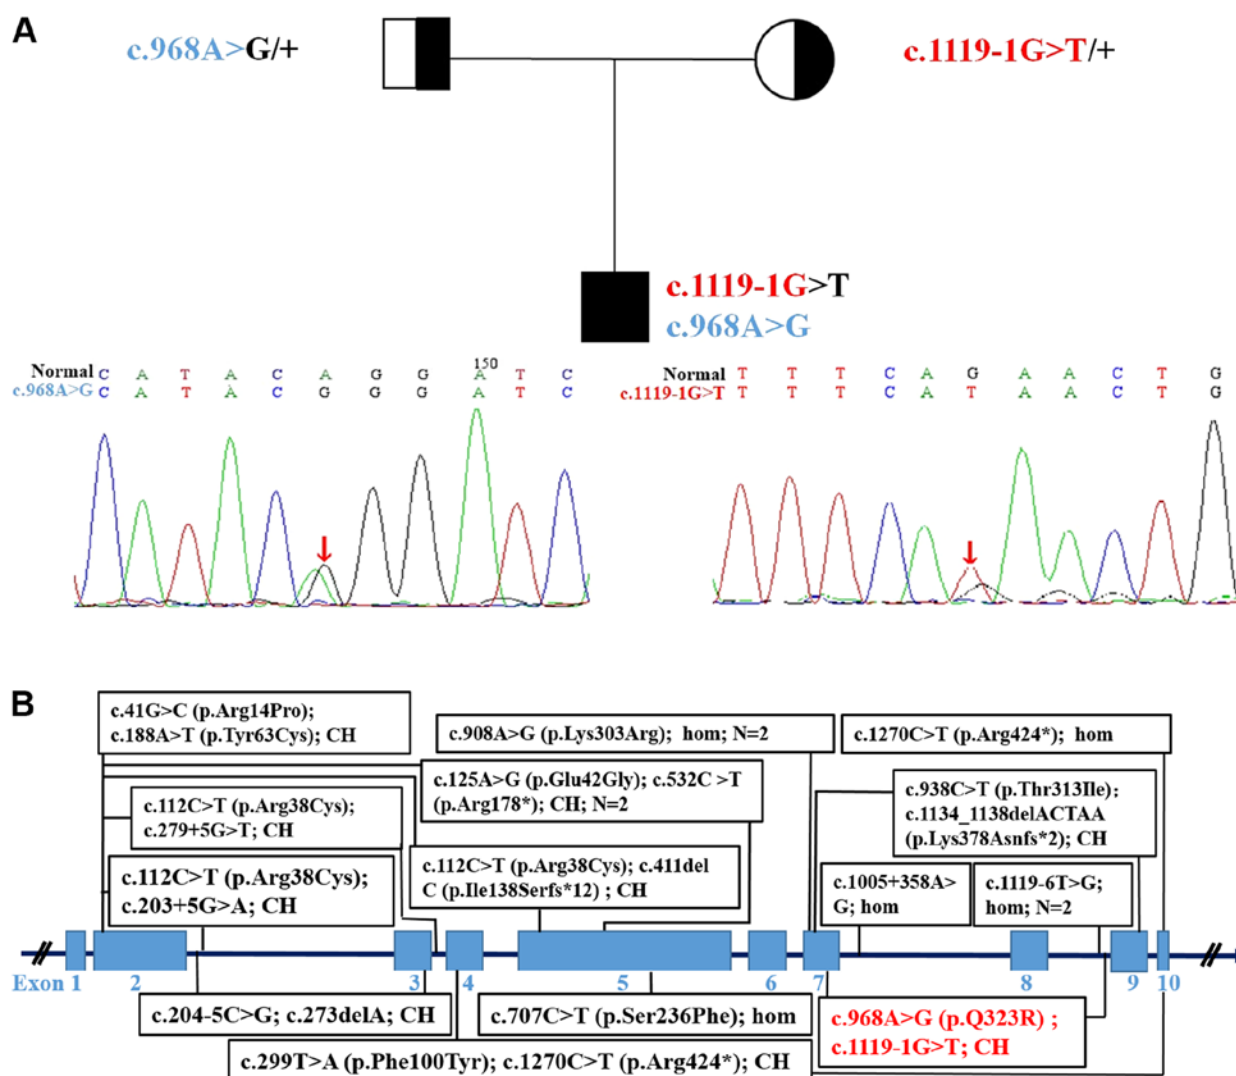 A
c.968A>G/+
c.1119-1G>T/+
c.1119-1G>T
c.968A>G
150
Normal C A T A C A G G A T C
c.968A>G C A T A C G G G A T C
Normal T T T C A G A A C T G
c.1119-1G>T T T T C A T A A C T G
B
c.41G>C (p.Arg14Pro);
c.188A>T (p.Tyr63Cys); CH
c.908A>G (p.Lys303Arg); hom; N=2
c.1270C>T (p.Arg424*); hom
c.125A>G (p.Glu42Gly); c.532C >T
(p.Arg178*); CH; N=2
c.938C>T (p.Thr313Ile);
c.1134_1138delACTAA
(p.Lys378Asnfs*2); CH
c.112C>T (p.Arg38Cys);
c.279+5G>T; CH
c.112C>T (p.Arg38Cys); c.411del
C (p.Ile138Serfs*12) ; CH
c.112C>T (p.Arg38Cys);
c.203+5G>A; CH
c.1005+358A>
G; hom
c.1119-6T>G;
hom; N=2
Exon 1 2 3 4 5 6 7 8 9 10
c.204-5C>G; c.273delA; CH
c.707C>T (p.Ser236Phe); hom
c.968A>G (p.Q323R) ;
c.1119-1G>T; CH
c.299T>A (p.Phe100Tyr); c.1270C>T (p.Arg424*); CH